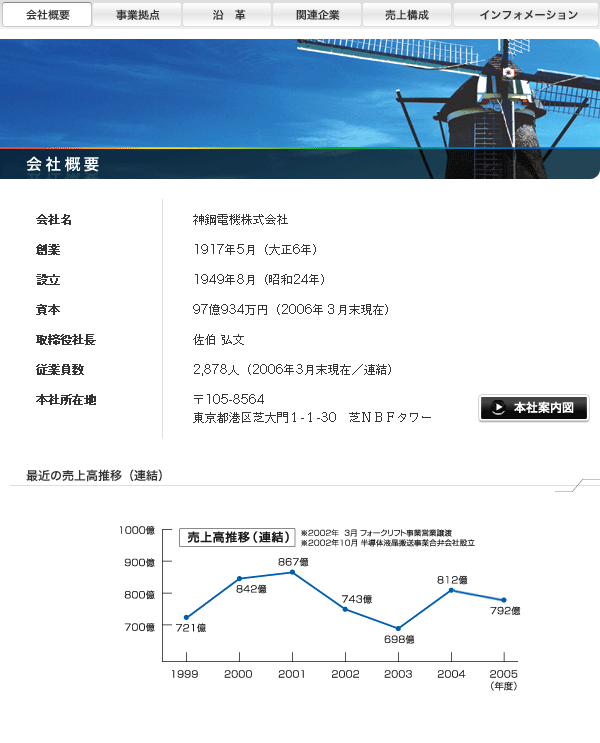 会社概要 事業拠点 沿 革 関連企業 売上構成 インフォメーション
会社概要
会社名 神鋼電機株式会社
創業 1917年5月（大正6年）
設立 1949年8月（昭和24年）
資本 97億934万円（2006年３月末現在）
取締役社長 佐伯 弘文
従業員数 2,878人（2006年3月末現在／連結）
本社所在地 〒105-8564
東京都港区芝大門１-１-30　芝ＮＢＦタワー
本社案内図
最近の売上高推移（連結）
売上高推移（連結）
※2002年 3月 フォークリフト事業営業譲渡
※2002年10月 半導体液晶搬送事業合弁会社設立
1000億
900億
800億
700億
721億
842億
867億
743億
698億
812億
792億
1999 2000 2001 2002 2003 2004 2005
（年度）